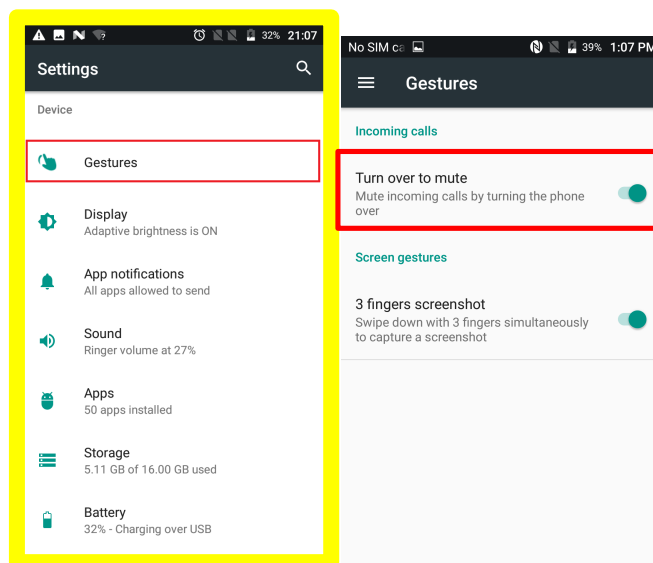 32% 21:07
Settings
Device
Gestures
Display
Adaptive brightness is ON
App notifications
All apps allowed to send
Sound
Ringer volume at 27%
Apps
50 apps installed
Storage
5.11 GB of 16.00 GB used
Battery
32% - Charging over USB
No SIM ca 39% 1:07 PM
Gestures
Incoming calls
Turn over to mute
Mute incoming calls by turning the phone
over
Screen gestures
3 fingers screenshot
Swipe down with 3 fingers simultaneously
to capture a screenshot